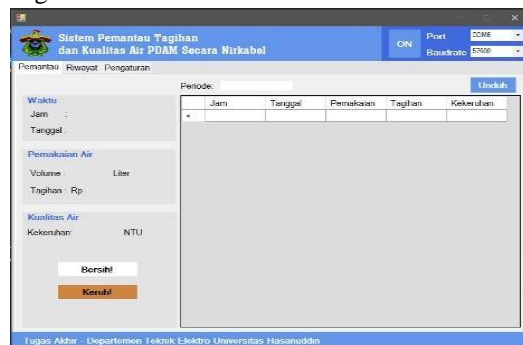 Sistem Pemantau Tagihan
dan Kualitas Air PDAM Secara Nirkabel
ON
Port COM6
Baudrate 57600
Pemantau Riwayat Pengaturan
Periode:
Unduh
Waktu
Jam :
Tanggal :
Jam Tanggal Pemakaian Tagihan Kekeruhan
Pemakaian Air
Volume : Liter
Tagihan : Rp
Kualitas Air
Kekeruhan: NTU
Bersih!
Keruh!
Tugas Akhir - Departemen Teknik Elektro Universitas Hasanuddin